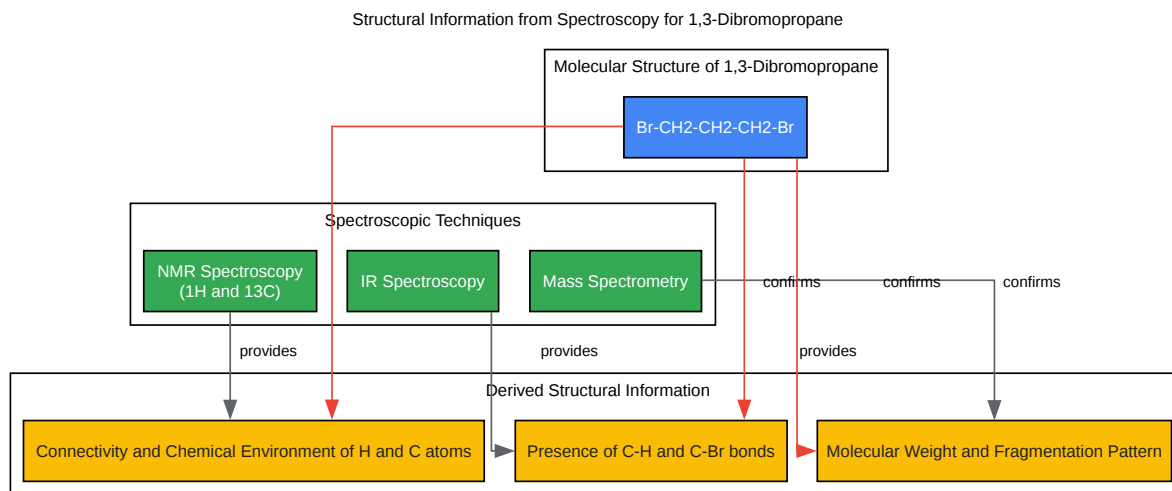 Structural Information from Spectroscopy for 1,3-Dibromopropane
Molecular Structure of 1,3-Dibromopropane
Br-CH2-CH2-CH2-Br
Spectroscopic Techniques
NMR Spectroscopy
(1H and 13C)
IR Spectroscopy
Mass Spectrometry
confirms
confirms
confirms
provides
provides
provides
Derived Structural Information
Connectivity and Chemical Environment of H and C atoms
Presence of C-H and C-Br bonds
Molecular Weight and Fragmentation Pattern